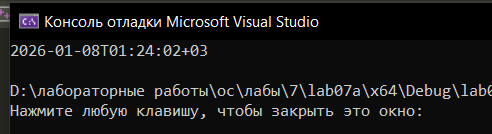 Консоль отладки Microsoft Visual Studio
2026-01-08T01:24:02+03
D:\лабораторные работы\ос\лабы\7\lab07a\x64\Debug\lab0
Нажмите любую клавишу, чтобы закрыть это окно: